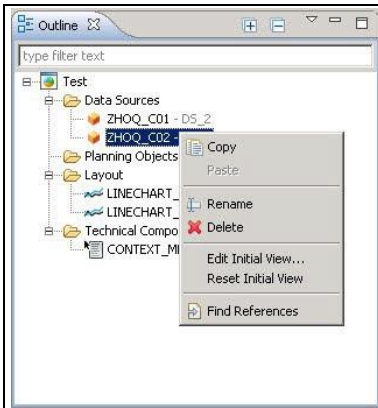 Outline
type filter text
Test
Data Sources
ZHOQ_C01 - DS_2
ZHOQ_C02 -
Planning Objects
Layout
LINECHART_
LINECHART_
Technical Compo
CONTEXT_M
Copy
Paste
Rename
Delete
Edit Initial View...
Reset Initial View
Find References